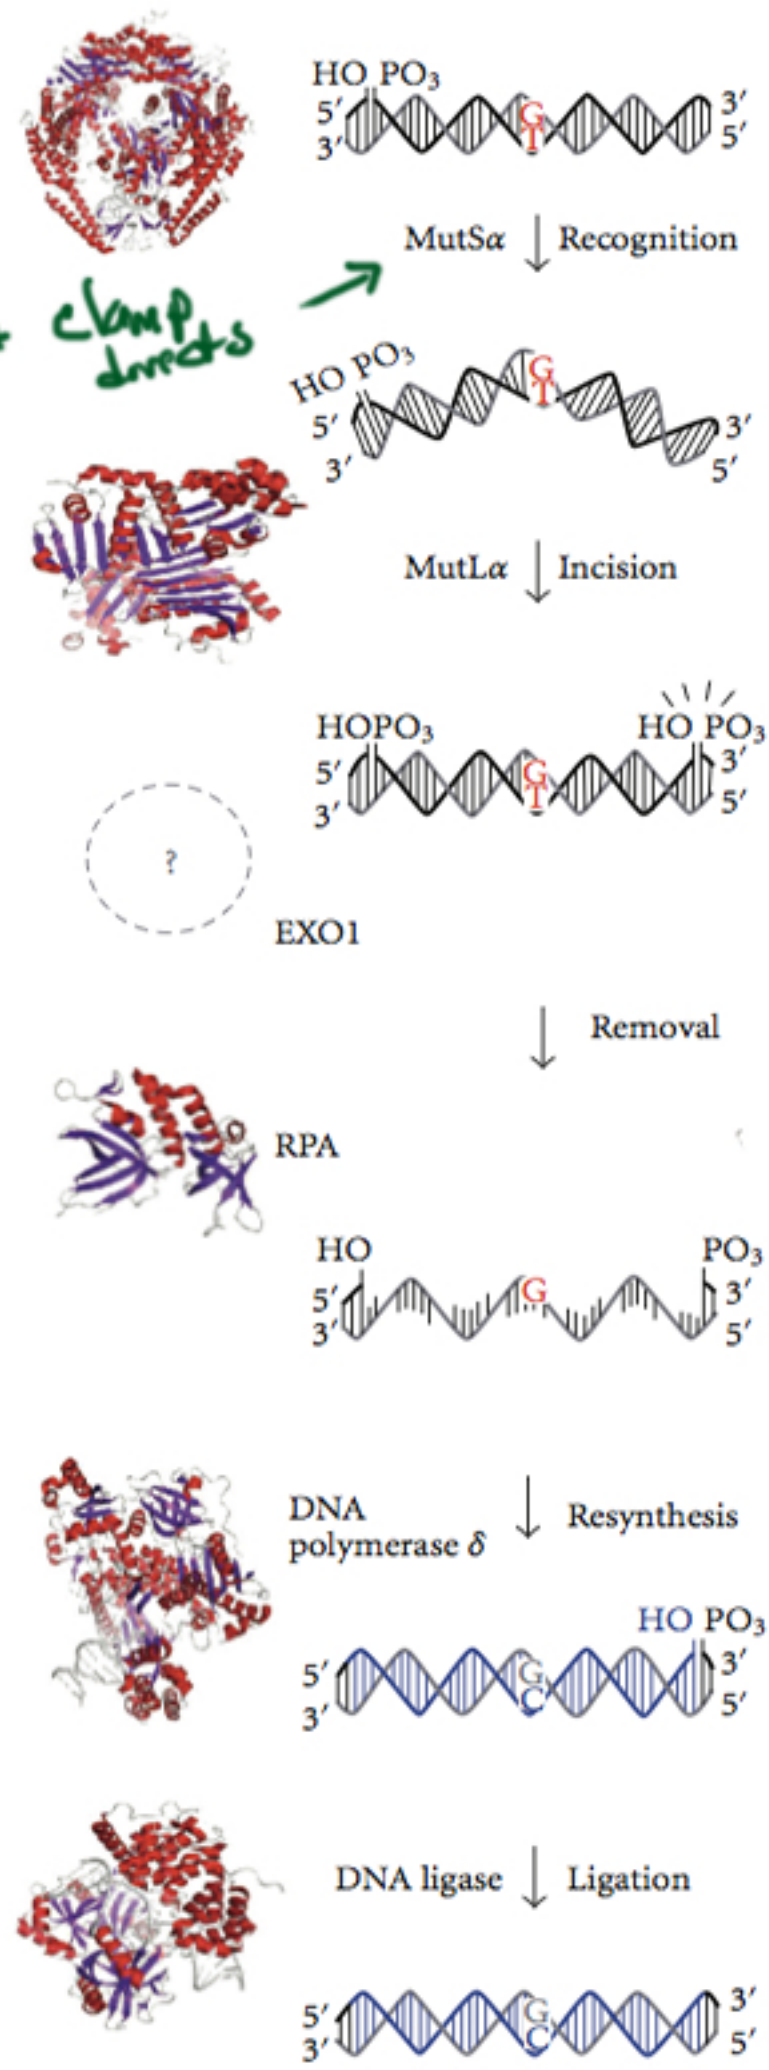 HO PO₃
5′ G 3′
3′ T 5′
MutSα Recognition
clamp
directs
HO PO₃
G
T
5′ 3′
3′ 5′
MutLα Incision
HOPO₃ HO PO₃
5′ G 3′
3′ T 5′
?
EXO1
Removal
RPA
HO PO₃
5′ G 3′
3′ 5′
DNA
polymerase δ Resynthesis
HO PO₃
5′ G 3′
3′ C 5′
DNA ligase Ligation
5′ G 3′
3′ C 5′